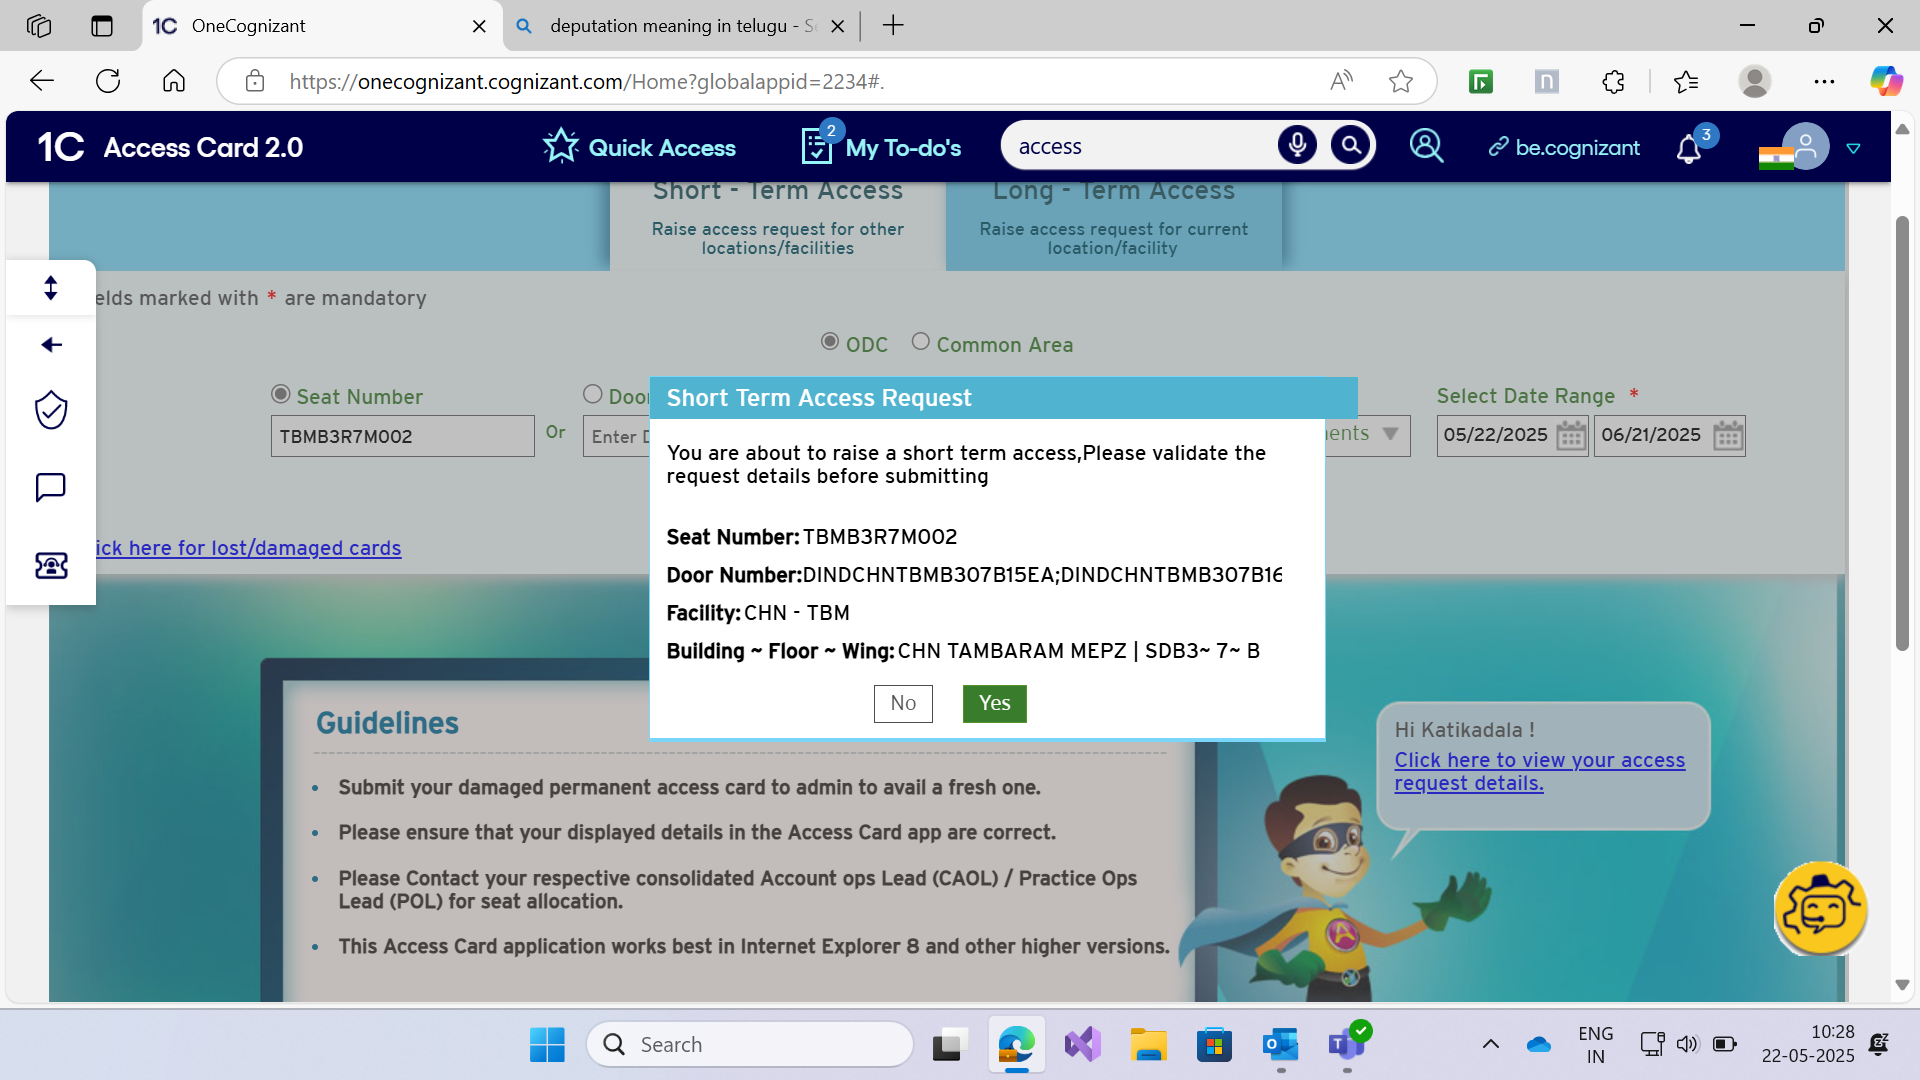 OneCognizant
deputation meaning in telugu - S
https://onecognizant.cognizant.com/Home?globalappid=2234#.
1C Access Card 2.0
Quick Access
2
My To-do's
access
be.cognizant
3
Short - Term Access
Raise access request for other
locations/facilities
Long - Term Access
Raise access request for current
location/facility
elds marked with * are mandatory
ODC
Common Area
Seat Number
Doo
Select Date Range *
TBMB3R7M002
Or
Enter D
ents
05/22/2025
06/21/2025
ick here for lost/damaged cards
Short Term Access Request
You are about to raise a short term access,Please validate the
request details before submitting
Seat Number: TBMB3R7M002
Door Number:DINDCHNTBMB307B15EA;DINDCHNTBMB307B16
Facility: CHN - TBM
Building ~ Floor ~ Wing: CHN TAMBARAM MEPZ | SDB3~ 7~ B
No
Yes
Guidelines
• Submit your damaged permanent access card to admin to avail a fresh one.
• Please ensure that your displayed details in the Access Card app are correct.
• Please Contact your respective consolidated Account ops Lead (CAOL) / Practice Ops
Lead (POL) for seat allocation.
• This Access Card application works best in Internet Explorer 8 and other higher versions.
Hi Katikadala !
Click here to view your access
request details.
A
Search
ENG
IN
10:28
22-05-2025